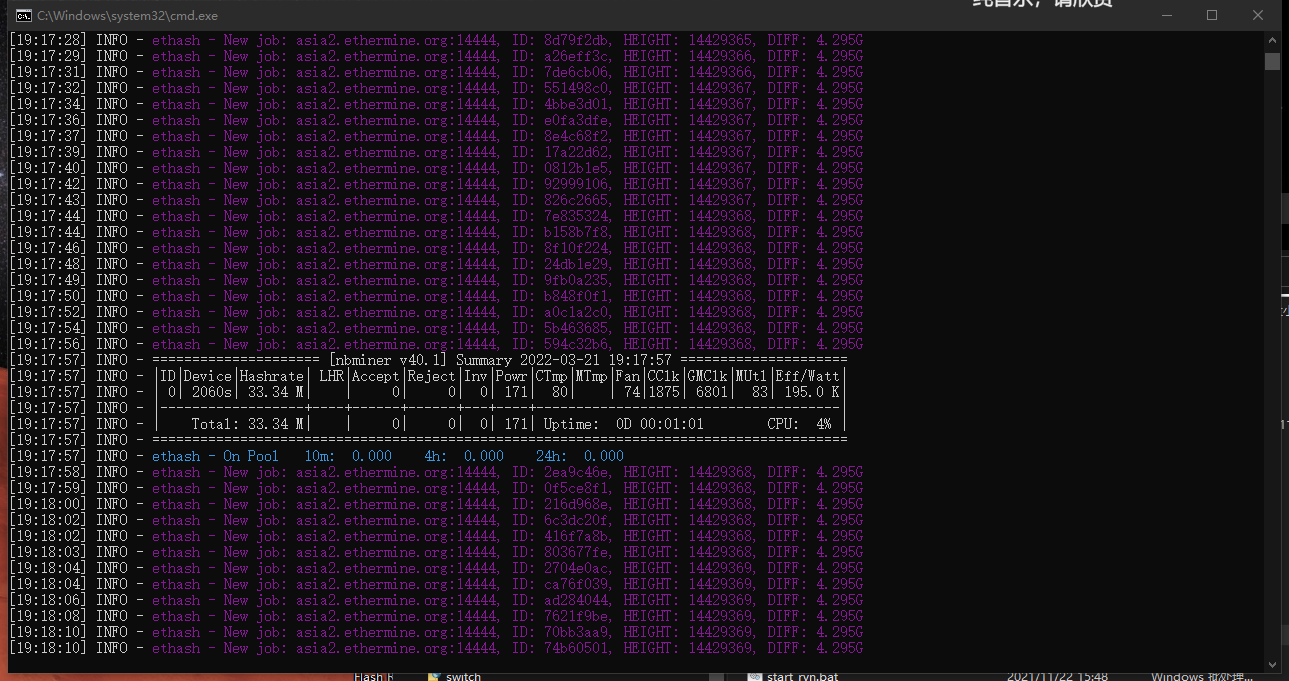 纯音乐，请欣赏
C:\Windows\system32\cmd.exe
[19:17:28] INFO - ethash - New job: asia2.ethermine.org:14444, ID: 8d79f2db, HEIGHT: 14429365, DIFF: 4.295G
[19:17:29] INFO - ethash - New job: asia2.ethermine.org:14444, ID: a26eff3c, HEIGHT: 14429366, DIFF: 4.295G
[19:17:31] INFO - ethash - New job: asia2.ethermine.org:14444, ID: 7de6cb06, HEIGHT: 14429366, DIFF: 4.295G
[19:17:32] INFO - ethash - New job: asia2.ethermine.org:14444, ID: 551498c0, HEIGHT: 14429367, DIFF: 4.295G
[19:17:34] INFO - ethash - New job: asia2.ethermine.org:14444, ID: 4bbe3d01, HEIGHT: 14429367, DIFF: 4.295G
[19:17:36] INFO - ethash - New job: asia2.ethermine.org:14444, ID: e0fa3dfe, HEIGHT: 14429367, DIFF: 4.295G
[19:17:37] INFO - ethash - New job: asia2.ethermine.org:14444, ID: 8e4c68f2, HEIGHT: 14429367, DIFF: 4.295G
[19:17:39] INFO - ethash - New job: asia2.ethermine.org:14444, ID: 17a22d62, HEIGHT: 14429367, DIFF: 4.295G
[19:17:40] INFO - ethash - New job: asia2.ethermine.org:14444, ID: 0812b1e5, HEIGHT: 14429367, DIFF: 4.295G
[19:17:42] INFO - ethash - New job: asia2.ethermine.org:14444, ID: 92999106, HEIGHT: 14429367, DIFF: 4.295G
[19:17:43] INFO - ethash - New job: asia2.ethermine.org:14444, ID: 826c2665, HEIGHT: 14429367, DIFF: 4.295G
[19:17:44] INFO - ethash - New job: asia2.ethermine.org:14444, ID: 7e835324, HEIGHT: 14429368, DIFF: 4.295G
[19:17:44] INFO - ethash - New job: asia2.ethermine.org:14444, ID: b158b7f8, HEIGHT: 14429368, DIFF: 4.295G
[19:17:46] INFO - ethash - New job: asia2.ethermine.org:14444, ID: 8f10f224, HEIGHT: 14429368, DIFF: 4.295G
[19:17:48] INFO - ethash - New job: asia2.ethermine.org:14444, ID: 24db1e29, HEIGHT: 14429368, DIFF: 4.295G
[19:17:49] INFO - ethash - New job: asia2.ethermine.org:14444, ID: 9fb0a235, HEIGHT: 14429368, DIFF: 4.295G
[19:17:50] INFO - ethash - New job: asia2.ethermine.org:14444, ID: b848f0f1, HEIGHT: 14429368, DIFF: 4.295G
[19:17:52] INFO - ethash - New job: asia2.ethermine.org:14444, ID: a0c1a2c0, HEIGHT: 14429368, DIFF: 4.295G
[19:17:54] INFO - ethash - New job: asia2.ethermine.org:14444, ID: 5b463685, HEIGHT: 14429368, DIFF: 4.295G
[19:17:56] INFO - ethash - New job: asia2.ethermine.org:14444, ID: 594c32b6, HEIGHT: 14429368, DIFF: 4.295G
[19:17:57] INFO - ===================== [nbminer v40.1] Summary 2022-03-21 19:17:57 =====================
[19:17:57] INFO - |ID|Device|Hashrate| LHR|Accept|Reject|Inv|Powr|CTmp|MTmp|Fan|CClk|GMClk|MUtl|Eff/Watt|
[19:17:57] INFO - | 0| 2060s| 33.34 M|    |     0|     0|  0| 171|  80|    | 74|1875| 6801|  83| 195.0 K|
[19:17:57] INFO - |-------------------+----+------+------+---+----+--------------------------------------|
[19:17:57] INFO - |    Total: 33.34 M|    |     0|     0|  0| 171| Uptime:  0D 00:01:01        CPU:  4% |
[19:17:57] INFO - =======================================================================================
[19:17:57] INFO - ethash - On Pool   10m:  0.000    4h:  0.000    24h:  0.000
[19:17:58] INFO - ethash - New job: asia2.ethermine.org:14444, ID: 2ea9c46e, HEIGHT: 14429368, DIFF: 4.295G
[19:17:59] INFO - ethash - New job: asia2.ethermine.org:14444, ID: 0f5ce8f1, HEIGHT: 14429368, DIFF: 4.295G
[19:18:00] INFO - ethash - New job: asia2.ethermine.org:14444, ID: 216d968e, HEIGHT: 14429368, DIFF: 4.295G
[19:18:02] INFO - ethash - New job: asia2.ethermine.org:14444, ID: 6c3dc20f, HEIGHT: 14429368, DIFF: 4.295G
[19:18:02] INFO - ethash - New job: asia2.ethermine.org:14444, ID: 416f7a8b, HEIGHT: 14429368, DIFF: 4.295G
[19:18:03] INFO - ethash - New job: asia2.ethermine.org:14444, ID: 803677fe, HEIGHT: 14429368, DIFF: 4.295G
[19:18:04] INFO - ethash - New job: asia2.ethermine.org:14444, ID: 2704e0ac, HEIGHT: 14429369, DIFF: 4.295G
[19:18:04] INFO - ethash - New job: asia2.ethermine.org:14444, ID: ca76f039, HEIGHT: 14429369, DIFF: 4.295G
[19:18:06] INFO - ethash - New job: asia2.ethermine.org:14444, ID: ad284044, HEIGHT: 14429369, DIFF: 4.295G
[19:18:08] INFO - ethash - New job: asia2.ethermine.org:14444, ID: 7621f9be, HEIGHT: 14429369, DIFF: 4.295G
[19:18:10] INFO - ethash - New job: asia2.ethermine.org:14444, ID: 70bb3aa9, HEIGHT: 14429369, DIFF: 4.295G
[19:18:10] INFO - ethash - New job: asia2.ethermine.org:14444, ID: 74b60501, HEIGHT: 14429369, DIFF: 4.295G
Flash switch start_rvn.bat 2021/11/22 15:48 Windows 批处理...